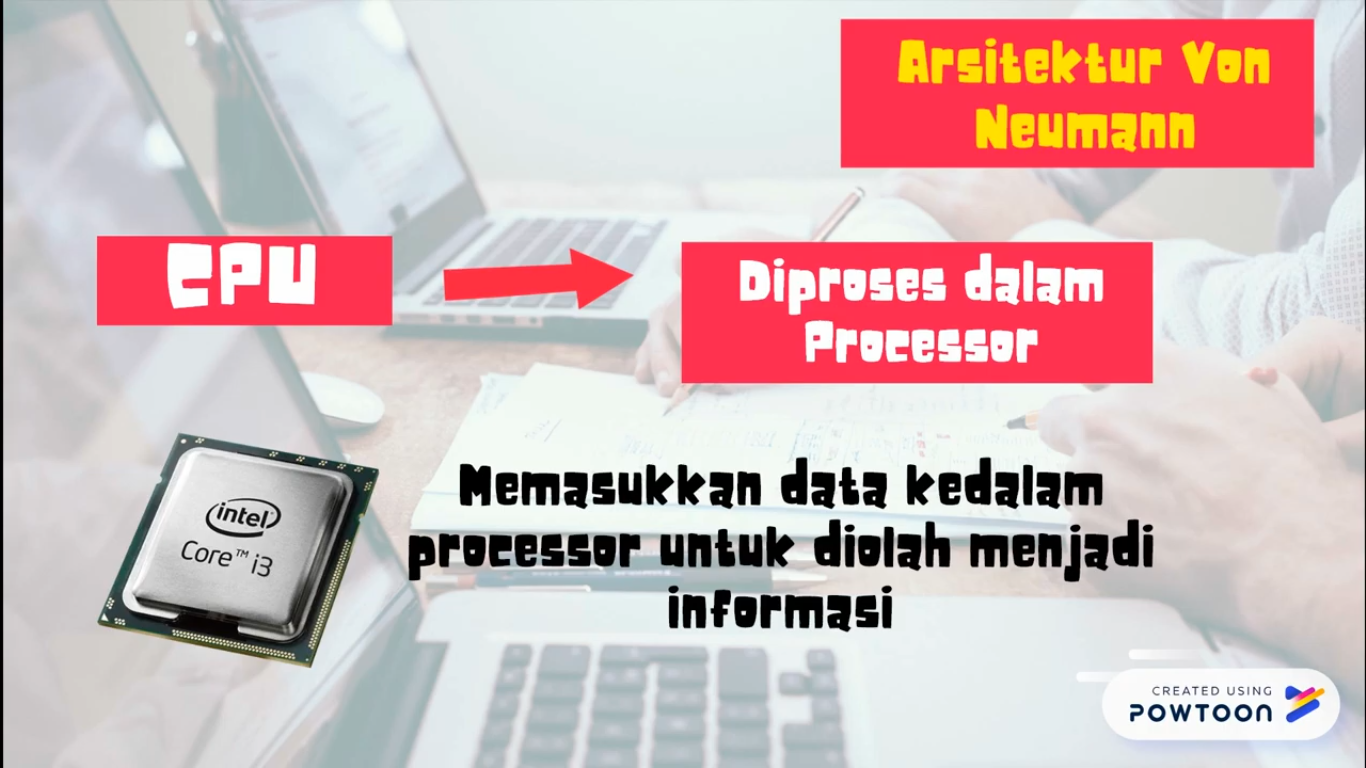 Arsitektur Von
Neumann
CPU
Diproses dalam
Processor
intel
Core™ i3
Memasukkan data kedalam
processor untuk diolah menjadi
informasi
CREATED USING
POWTOON